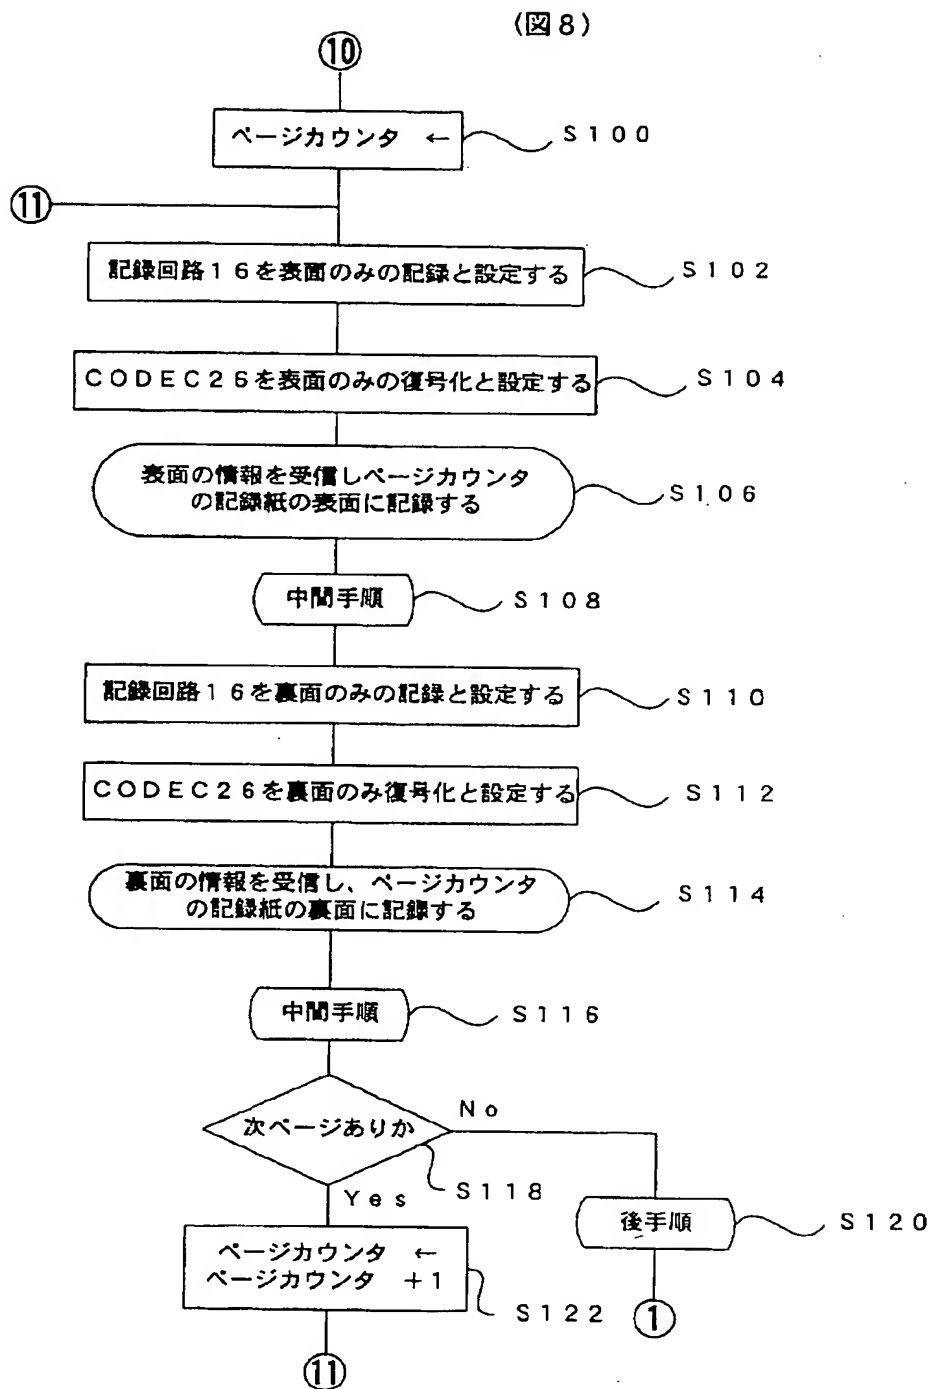 (図8)
⑩
ページカウンタ ←
S100
⑪
記録回路16を表面のみの記録と設定する
S102
CODEC26を表面のみの復号化と設定する
S104
表面の情報を受信しページカウンタ
の記録紙の表面に記録する
S106
中間手順
S108
記録回路16を裏面のみの記録と設定する
S110
CODEC26を裏面のみ復号化と設定する
S112
裏面の情報を受信し、ページカウンタ
の記録紙の裏面に記録する
S114
中間手順
S116
次ページありか
No
S118
Yes
後手順
S120
ページカウンタ ←
ページカウンタ +1
S122
①
⑪